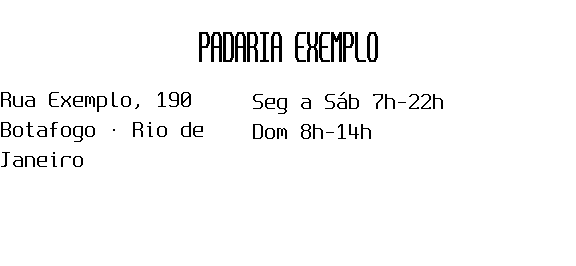 PADARIA EXEMPLO
Rua Exemplo, 190
Botafogo · Rio de
Janeiro
Seg a Sáb 7h-22h
Dom 8h-14h